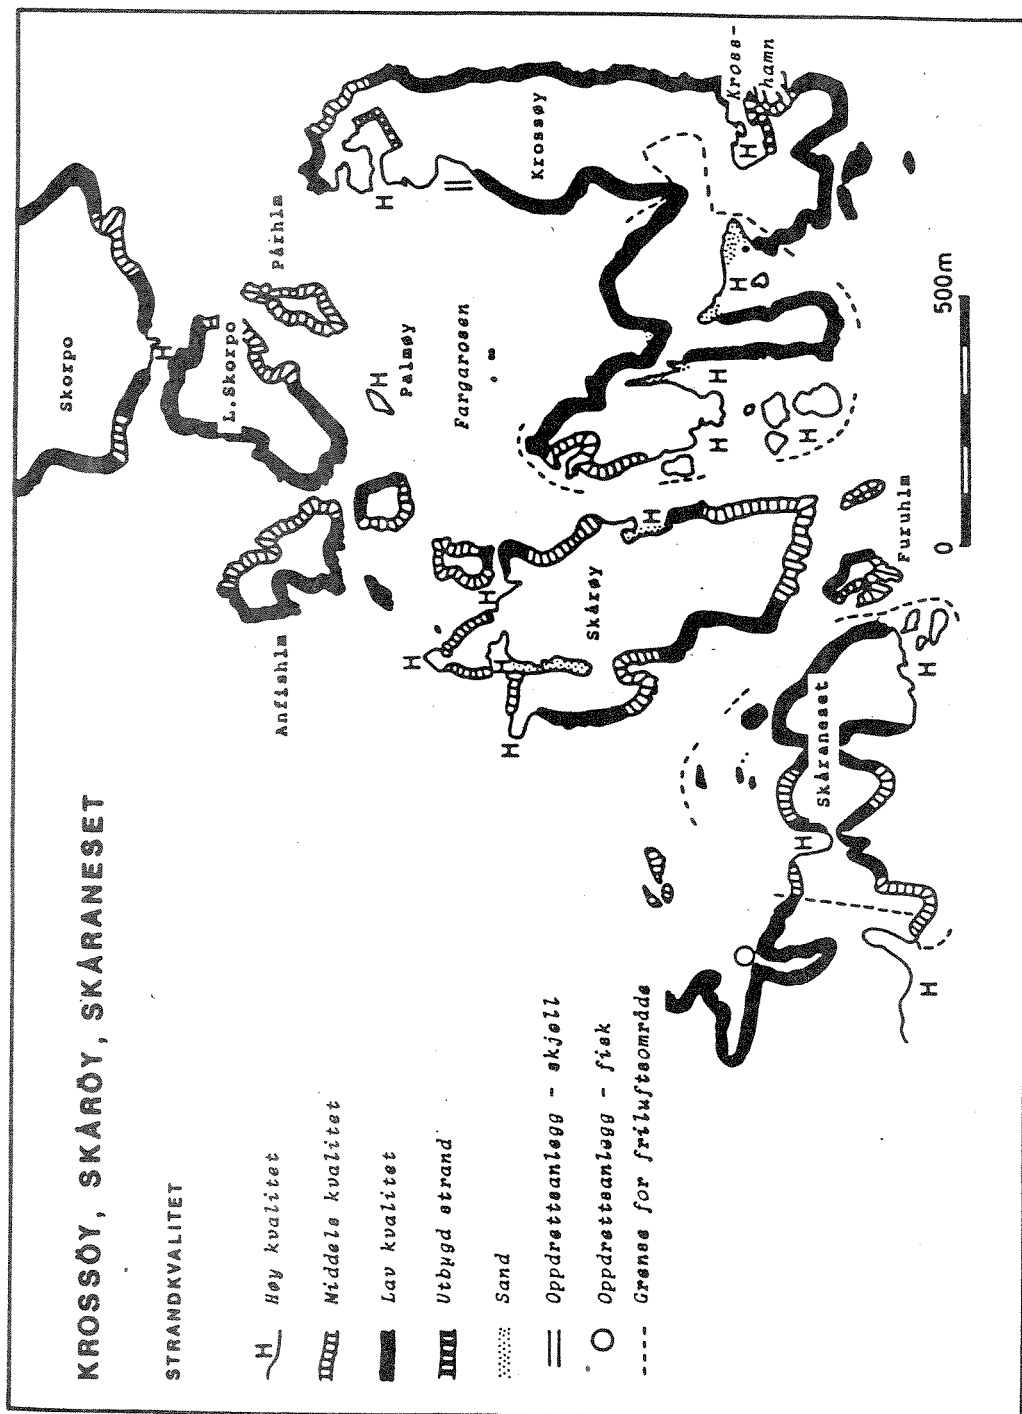 KROSSÖY, SKÅRÖY, SKÅRANESET
STRANDKVALITET
H Høy kvalitet
Middels kvalitet
Lav kvalitet
Utbygd strand
Sand
Oppdrettsanlegg - skjell
Oppdrettsanlegg - fisk
Grense for friluftsområde
Skorpo
H
L.Skorpo
Pårhlm
Anfishlm
H
Palmøy
Fargarosen
H
Krossøy
Kross-
hamn
H
H
H
H
H
H
H
H
H
Skårøy
H
H
Furuhlm
Skåraneset
H
H
H
0 500m